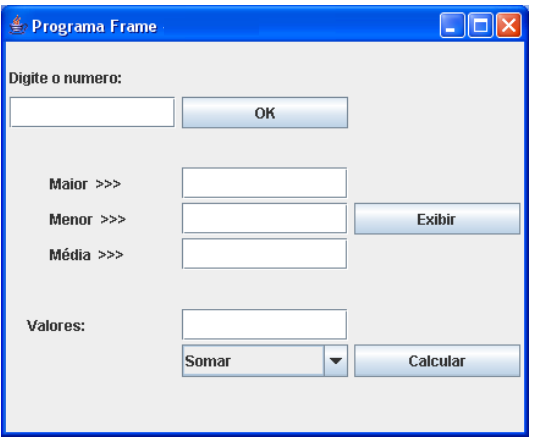 Programa Frame
Digite o numero:
OK
Maior >>>
Menor >>>
Exibir
Média >>>
Valores:
Somar
Calcular